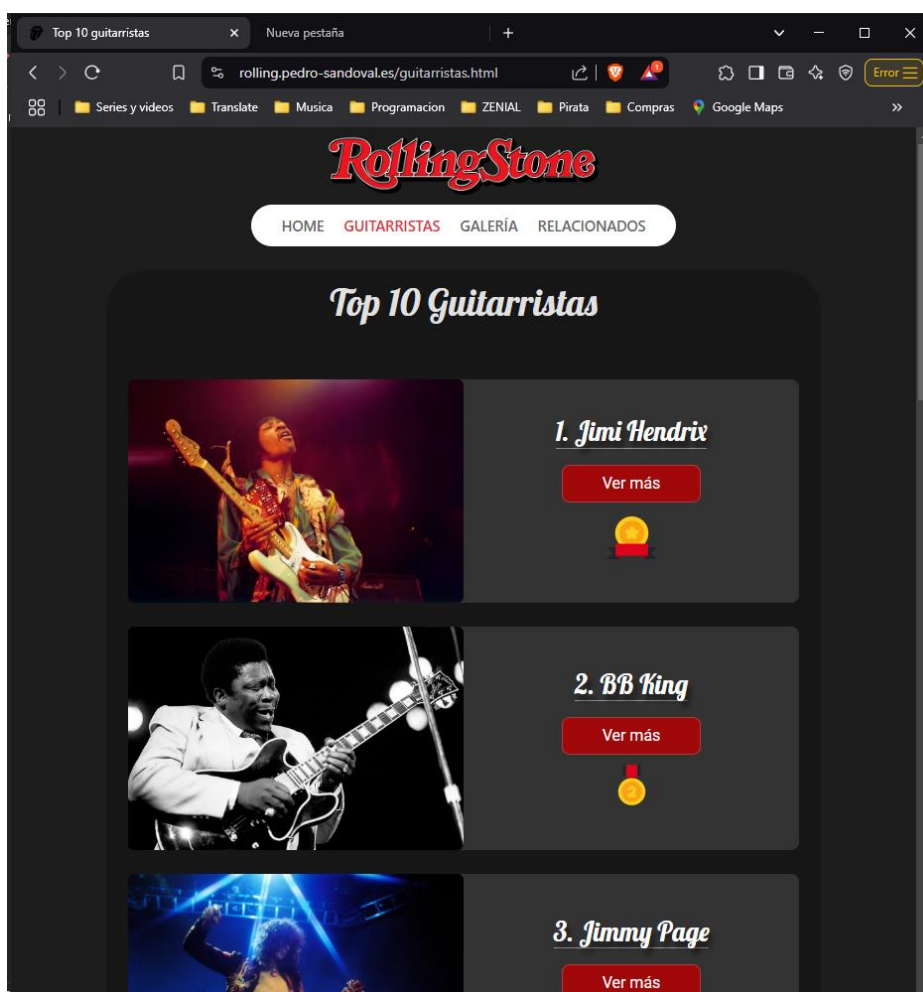 Top 10 guitarristas
Nueva pestaña
rolling.pedro-sandoval.es/guitarristas.html
1
Error
Series y videos Translate Musica Programacion ZENIAL Pirata Compras Google Maps
RollingStone
HOME GUITARRISTAS GALERÍA RELACIONADOS
Top 10 Guitarristas
1. Jimi Hendrix
Ver más
2. BB King
Ver más
2
3. Jimmy Page
Ver más